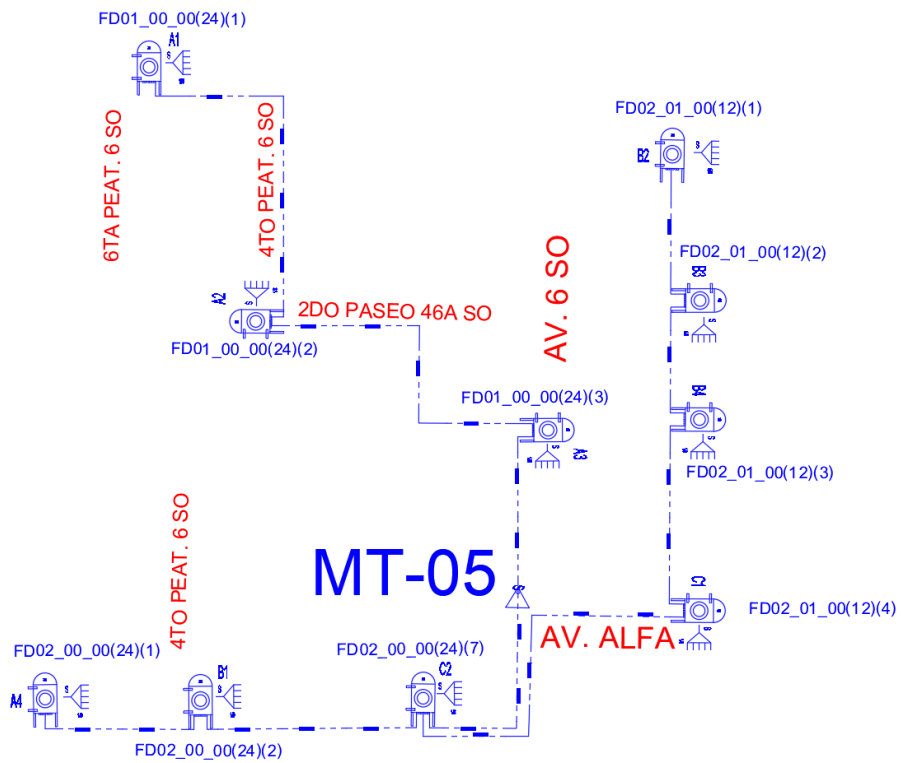 FD01_00_00(24)(1)
A1
6TA PEAT. 6 SO
4TO PEAT. 6 SO
FD02_01_00(12)(1)
B2
FD02_01_00(12)(2)
B3
A2
2DO PASEO 46A SO
FD01_00_00(24)(2)
AV. 6 SO
FD01_00_00(24)(3)
A3
B4
FD02_01_00(12)(3)
4TO PEAT. 6 SO
MT-05
C1
FD02_01_00(12)(4)
AV. ALFA
FD02_00_00(24)(1)
A4
B1
FD02_00_00(24)(2)
FD02_00_00(24)(7)
C2